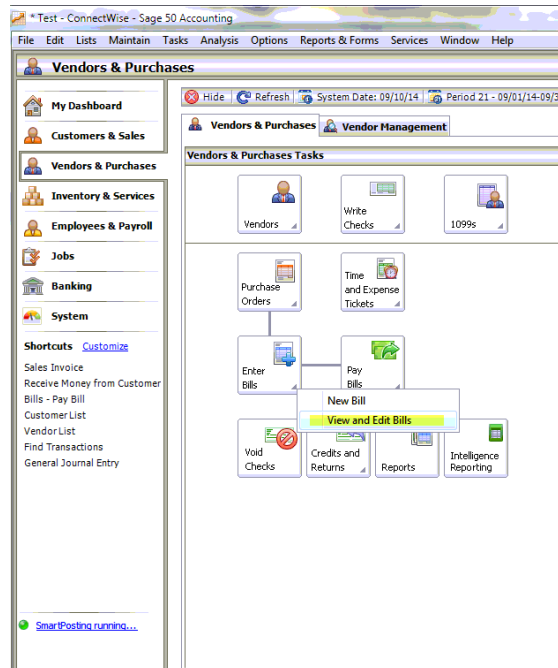 * Test - ConnectWise - Sage 50 Accounting
File Edit Lists Maintain Tasks Analysis Options Reports & Forms Services Window Help
Vendors & Purchases
My Dashboard
Customers & Sales
Vendors & Purchases
Inventory & Services
Employees & Payroll
Jobs
Banking
System
Shortcuts Customize
Sales Invoice
Receive Money from Customer
Bills - Pay Bill
Customer List
Vendor List
Find Transactions
General Journal Entry
SmartPosting running...
Hide Refresh System Date: 09/10/14 Period 21 - 09/01/14-09/3
Vendors & Purchases Vendor Management
Vendors & Purchases Tasks
Vendors
Write
Checks
1099s
Purchase
Orders
Time
and Expense
Tickets
Enter
Bills
Pay
Bills
New Bill
View and Edit Bills
Void
Checks
Credits and
Returns
Reports
Intelligence
Reporting